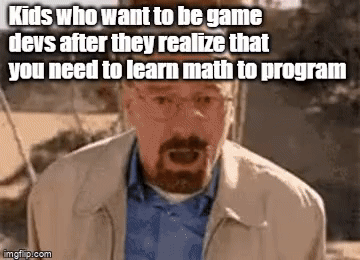 Kids who want to be game
devs after they realize that
you need to learn math to program
imgflip.com